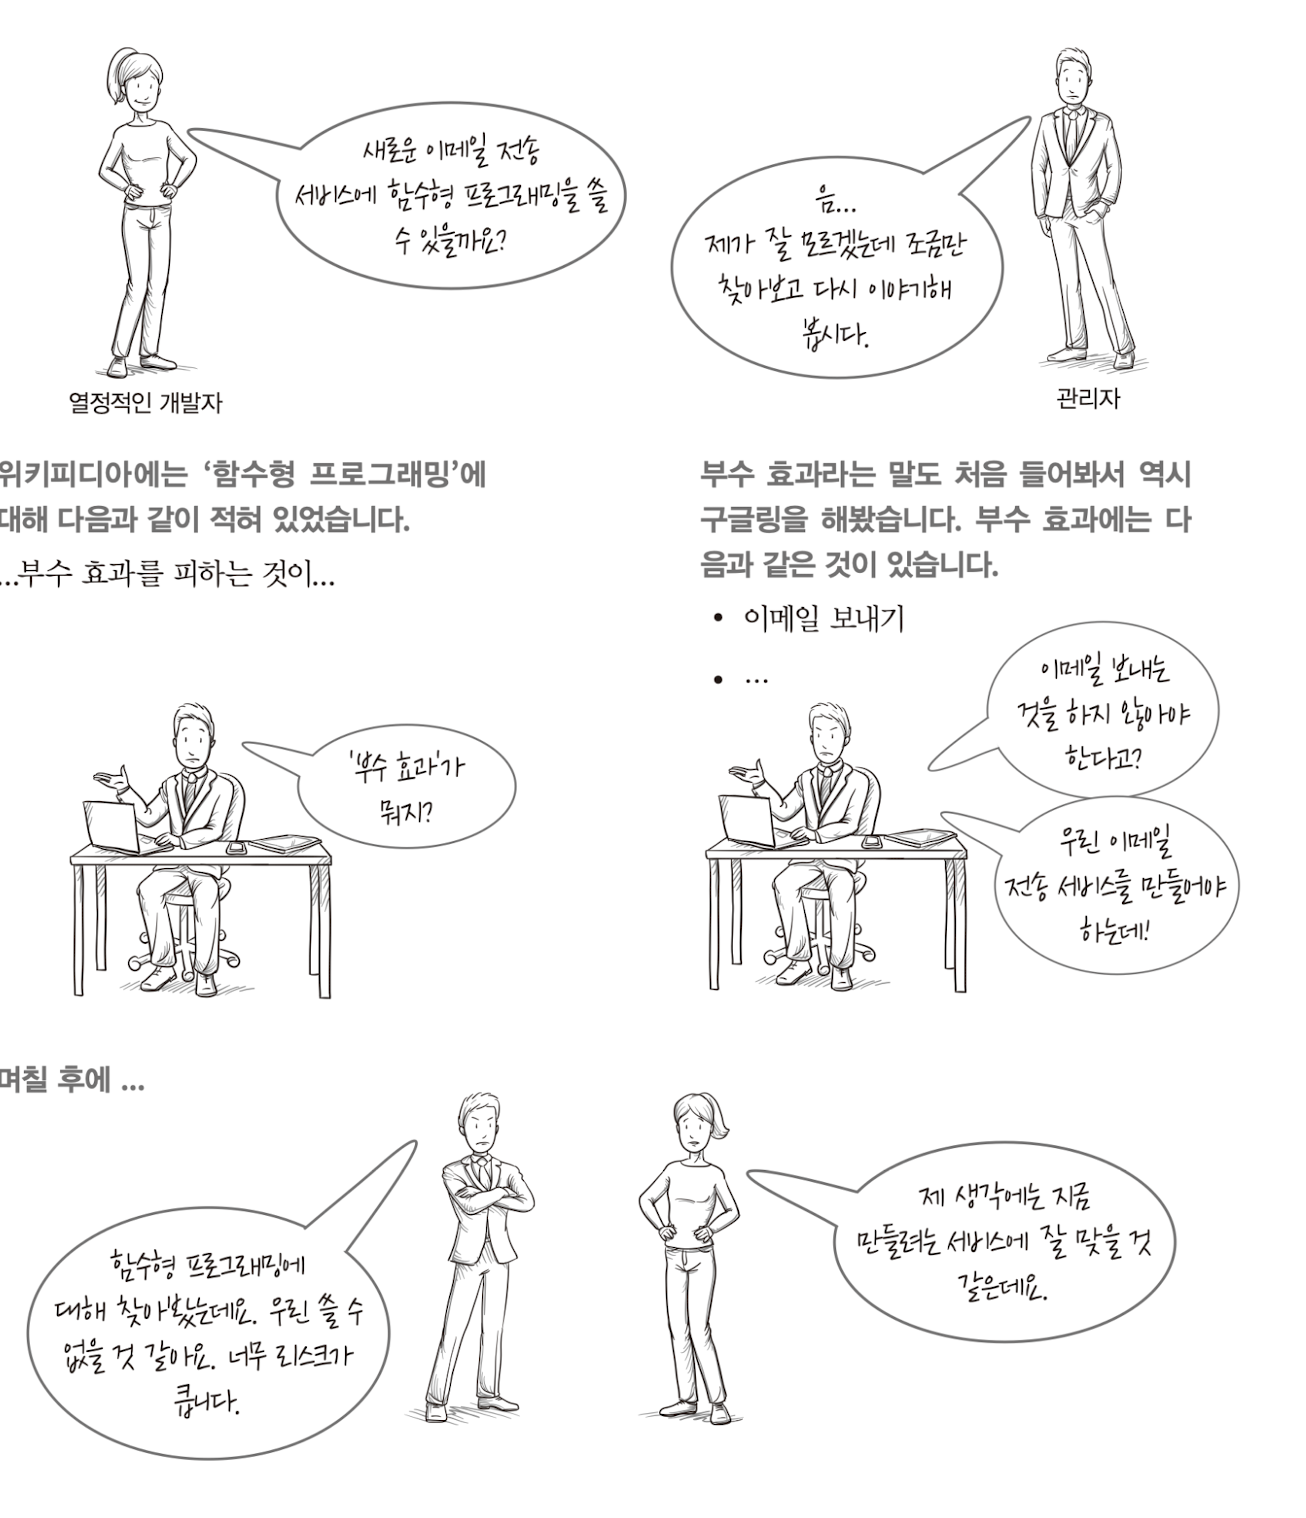 새로운 이메일 전송
서비스에 함수형 프로그래밍을 쓸
수 있을까요?
음...
제가 잘 모르겠는데 조금만
찾아보고 다시 이야기해
봅시다.
열정적인 개발자
관리자
위키피디아에는 ‘함수형 프로그래밍’에
대해 다음과 같이 적혀 있었습니다.
...부수 효과를 피하는 것이...
'부수 효과'가
뭐지?
부수 효과라는 말도 처음 들어봐서 역시
구글링을 해봤습니다. 부수 효과에는 다
음과 같은 것이 있습니다.
• 이메일 보내기
• ...
이메일 보내는
것을 하지 않아야
한다고?
우린 이메일
전송 서비스를 만들어야
하는데!
며칠 후에 ...
함수형 프로그래밍에
대해 찾아봤는데요. 우린 쓸 수
없을 것 같아요. 너무 리스크가
큽니다.
제 생각에는 지금
만들려는 서비스에 잘 맞을 것
같은데요.